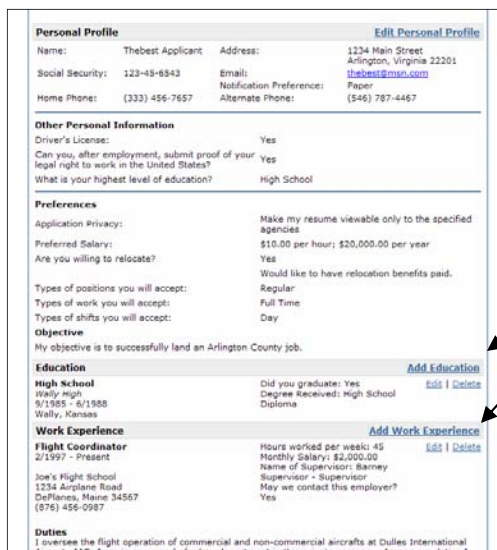 Personal Profile Edit Personal Profile
Name: Thebest Applicant Address: 1234 Main Street
Arlington, Virginia 22201
Social Security: 123-45-6543 Email: thebest@msn.com
Notification Preference: Paper
Home Phone: (333) 456-7657 Alternate Phone: (546) 787-4467
Other Personal Information
Driver's License: Yes
Can you, after employment, submit proof of your legal right to work in the United States? Yes
What is your highest level of education? High School
Preferences
Application Privacy: Make my resume viewable only to the specified agencies
Preferred Salary: $10.00 per hour; $20,000.00 per year
Are you willing to relocate? Yes
Would like to have relocation benefits paid.
Types of positions you will accept: Regular
Types of work you will accept: Full Time
Types of shifts you will accept: Day
Objective
My objective is to successfully land an Arlington County job.
Education Add Education
High School Did you graduate: Yes Edit | Delete
Wally High Degree Received: High School
9/1985 - 6/1988 Diploma
Wally, Kansas
Work Experience Add Work Experience
Flight Coordinator Hours worked per week: 45 Edit | Delete
2/1997 - Present Monthly Salary: $2,000.00
Name of Supervisor: Barney
Joe's Flight School Supervisor - Supervisor
1234 Airplane Road May we contact this employer?
DePlanes, Maine 34567 Yes
(876) 456-0987
Duties
I oversee the flight operation of commercial and non-commercial aircrafts at Dulles International